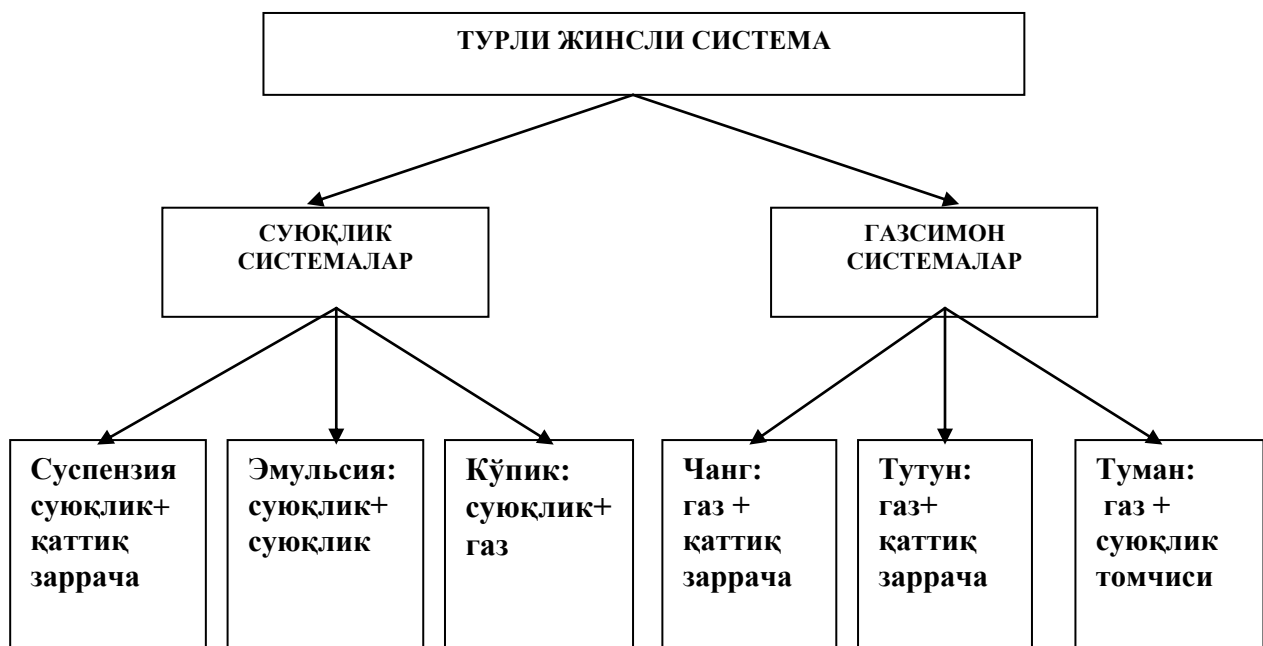 ТУРЛИ ЖИНСЛИ СИСТЕМА
СУЮҚЛИК
СИСТЕМАЛАР
ГАЗСИМОН
СИСТЕМАЛАР
Суспензия
суюқлик+
қаттиқ
заррача
Эмульсия:
суюқлик+
суюқлик
Кўпик:
суюқлик+
газ
Чанг:
газ +
қаттиқ
заррача
Тутун:
газ+
қаттиқ
заррача
Туман:
газ +
суюқлик
томчиси